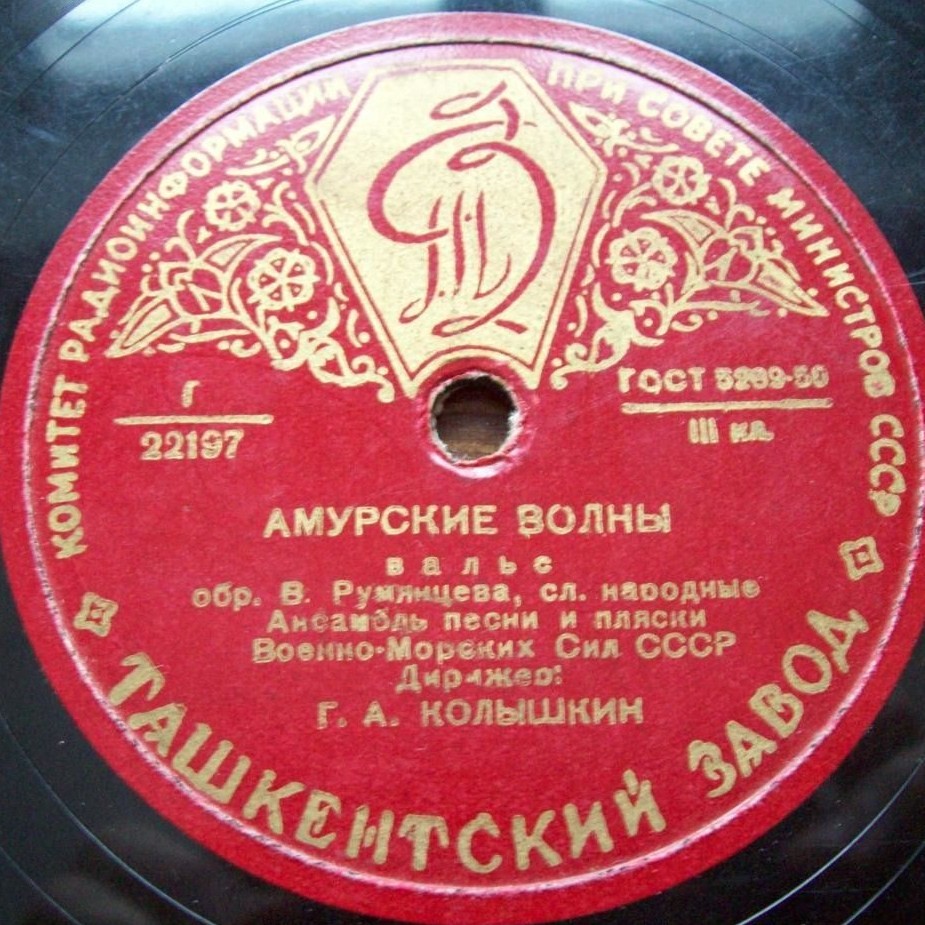 КОМИТЕТ РАДИОИНФОРМАЦИИ ПРИ СОВЕТЕ МИНИСТРОВ СССР
Г
22197
ГОСТ 5289-50
III кл.
АМУРСКИЕ ВОЛНЫ
вальс
обр. В. Румянцева, сл. народные
Ансамбль песни и пляски
Военно-Морских Сил СССР
Дирижер:
Г. А. КОЛЫШКИН
ТАШКЕНТСКИЙ ЗАВОД